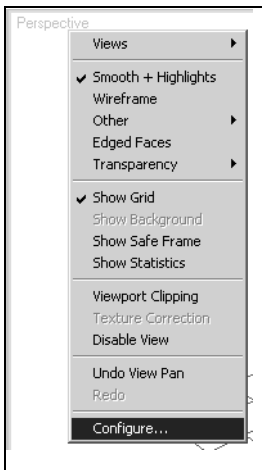 Perspective
Views
Smooth + Highlights
Wireframe
Other
Edged Faces
Transparency
Show Grid
Show Background
Show Safe Frame
Show Statistics
Viewport Clipping
Texture Correction
Disable View
Undo View Pan
Redo
Configure...